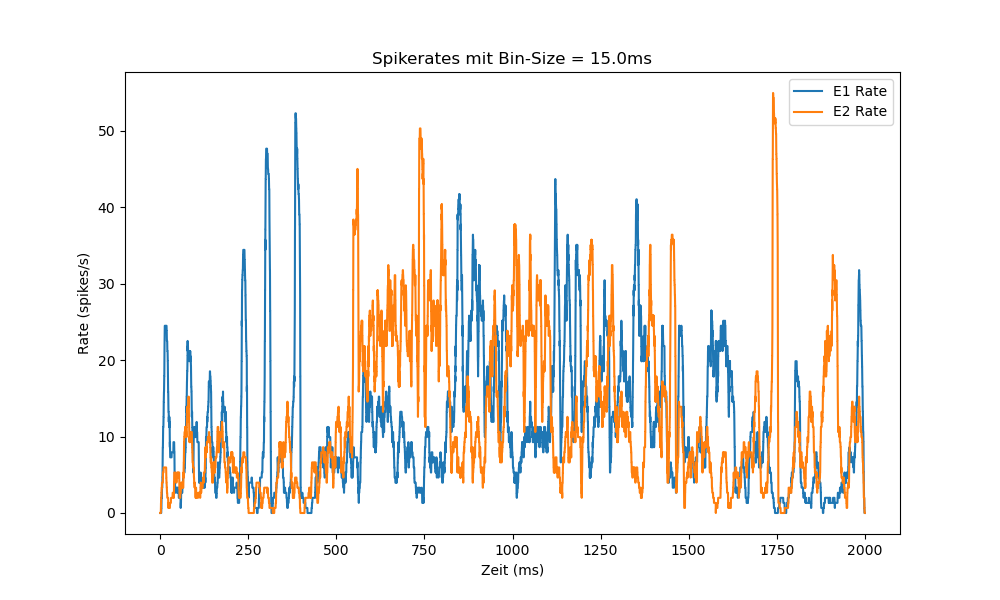 Spikerates mit Bin-Size = 15.0ms
E1 Rate
E2 Rate
Rate (spikes/s)
50
40
30
20
10
0
0 250 500 750 1000 1250 1500 1750 2000
Zeit (ms)